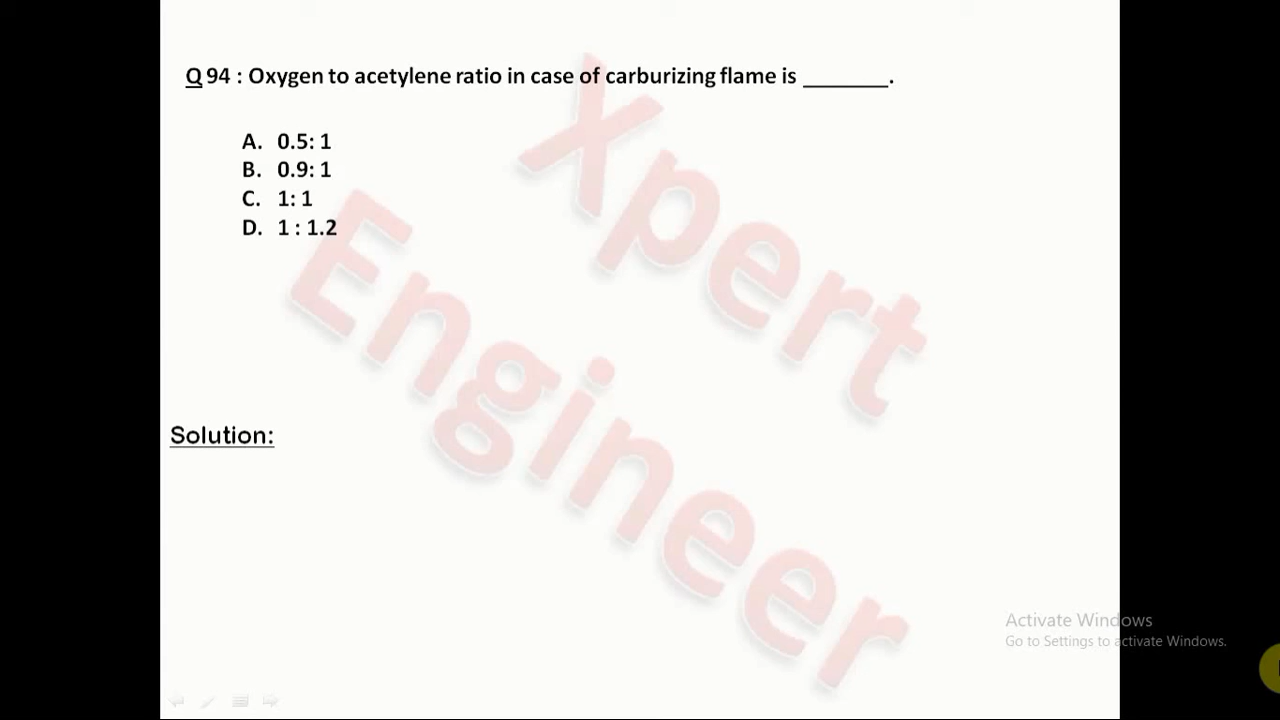 Q 94 : Oxygen to acetylene ratio in case of carburizing flame is _______.
A. 0.5: 1
B. 0.9: 1
C. 1: 1
D. 1 : 1.2
Xpert
Engineer
Solution:
Activate Windows
Go to Settings to activate Windows.